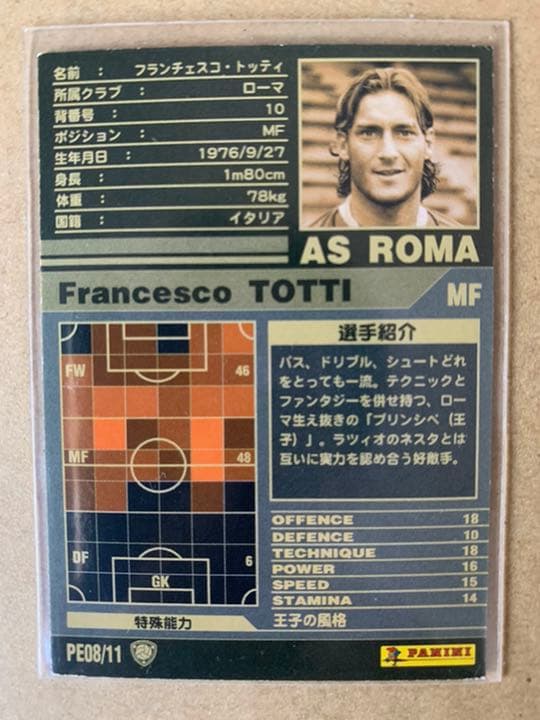 名前 : フランチェスコ・トッティ
所属クラブ : ローマ
背番号 : 10
ポジション : MF
生年月日 : 1976/9/27
身長 : 1m80cm
体重 : 78kg
国籍 : イタリア
AS ROMA
Francesco TOTTI MF
FW 46
MF 48
DF 6
GK
選手紹介
パス、ドリブル、シュートどれ
をとっても一流。テクニックと
ファンタジーを併せ持つ、ロー
マ生え抜きの「プリンシペ（王
子）」。ラツィオのネスタとは
互いに実力を認め合う好敵手。
OFFENCE 18
DEFENCE 10
TECHNIQUE 18
POWER 16
SPEED 15
STAMINA 14
特殊能力 王子の風格
PE08/11
PANINI